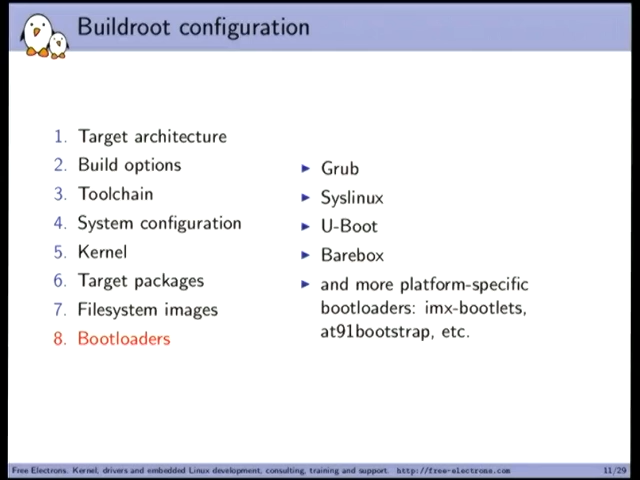 Buildroot configuration
1. Target architecture
2. Build options
3. Toolchain
4. System configuration
5. Kernel
6. Target packages
7. Filesystem images
8. Bootloaders
▶ Grub
▶ Syslinux
▶ U-Boot
▶ Barebox
▶ and more platform-specific
bootloaders: imx-bootlets,
at91bootstrap, etc.
Free Electrons. Kernel, drivers and embedded Linux development, consulting, training and support. http://free-electrons.com
11/29